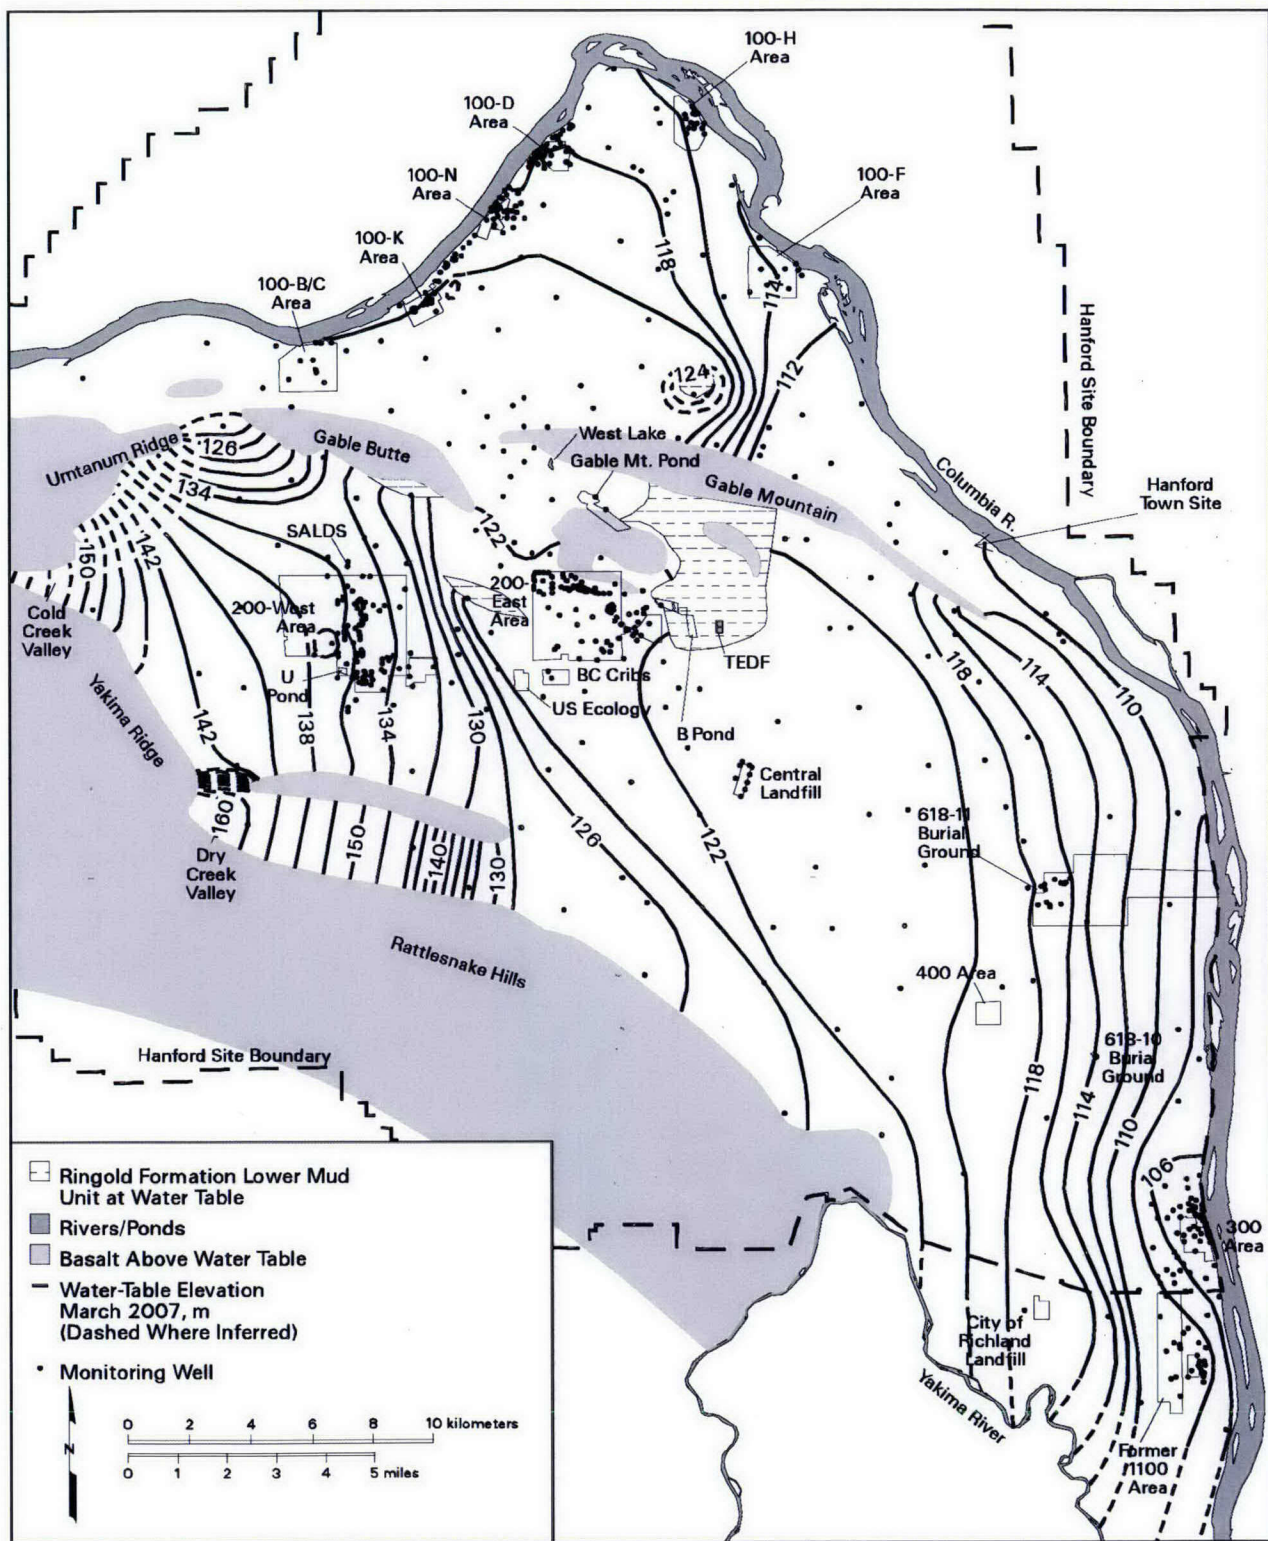 100-H
Area
100-D
Area
100-N
Area
100-F
Area
100-K
Area
100-B/C
Area
118
114
112
124
Hanford Site Boundary
Umtanum Ridge
126
134
Gable Butte
West Lake
Gable Mt. Pond
Gable Mountain
Columbia R.
Hanford
Town Site
SALDS
122
150
142
Cold
Creek
Valley
200-West
Area
200-
East
Area
U
Pond
BC Cribs
US Ecology
TEDF
B Pond
118
114
110
Yakima Ridge
142
138
134
130
Central
Landfill
160
150
140
130
126
122
618-11
Burial
Ground
Dry
Creek
Valley
Rattlesnake Hills
400 Area
Hanford Site Boundary
618-10
Burial
Ground
118
114
110
106
300
Area
City of
Richland
Landfill
Yakima River
Former
1100
Area
Ringold Formation Lower Mud
Unit at Water Table
Rivers/Ponds
Basalt Above Water Table
Water-Table Elevation
March 2007, m
(Dashed Where Inferred)
Monitoring Well
N
0 2 4 6 8 10 kilometers
0 1 2 3 4 5 miles